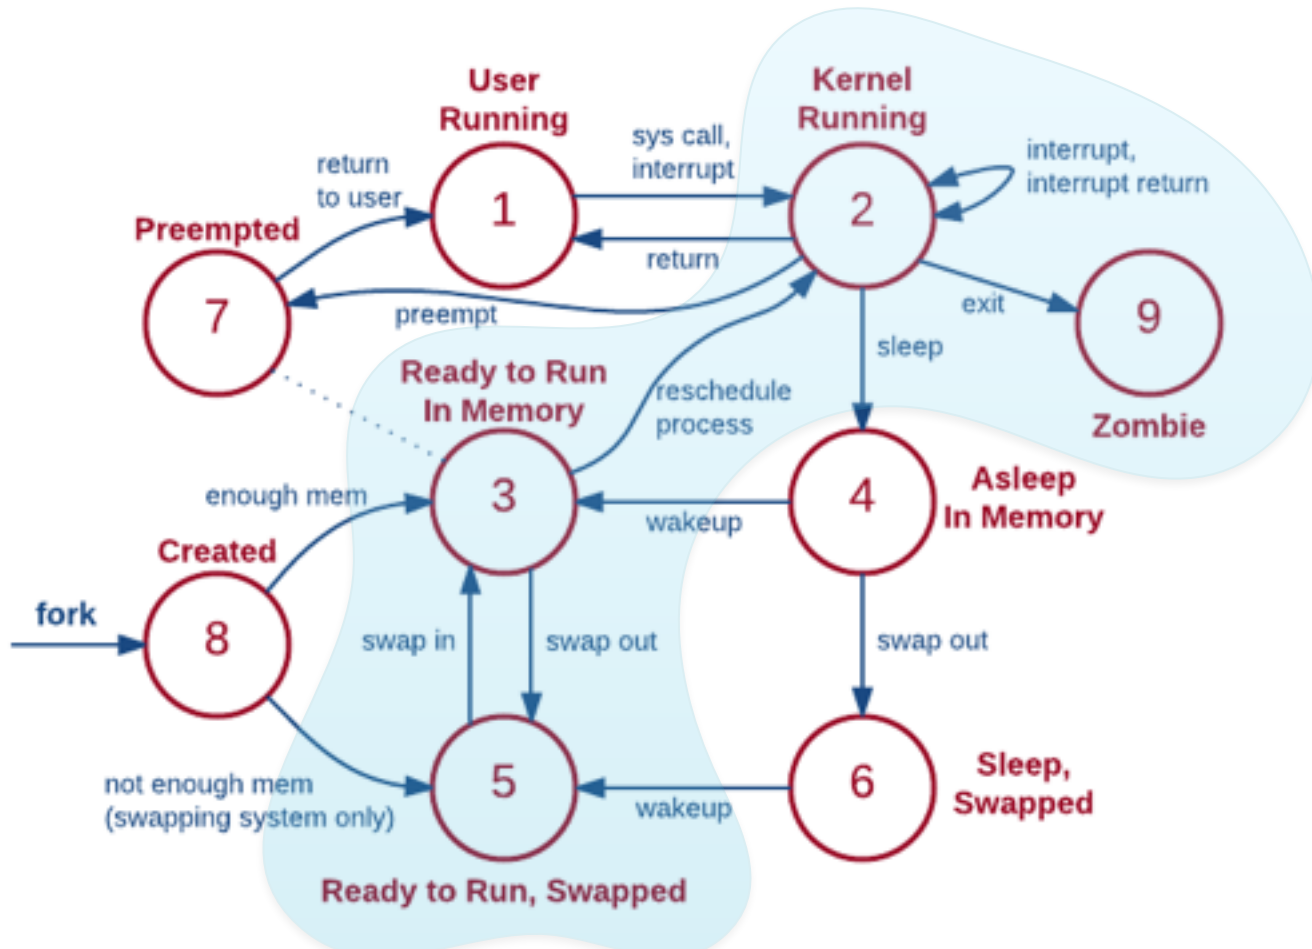 User
Running
Kernel
Running
sys call,
interrupt
interrupt,
interrupt return
return
to user
1
2
Preempted
return
7
preempt
exit
9
sleep
Ready to Run
In Memory
reschedule
process
Zombie
enough mem
3
wakeup
4
Asleep
In Memory
Created
fork
8
swap in
swap out
swap out
not enough mem
(swapping system only)
5
wakeup
6
Sleep,
Swapped
Ready to Run, Swapped